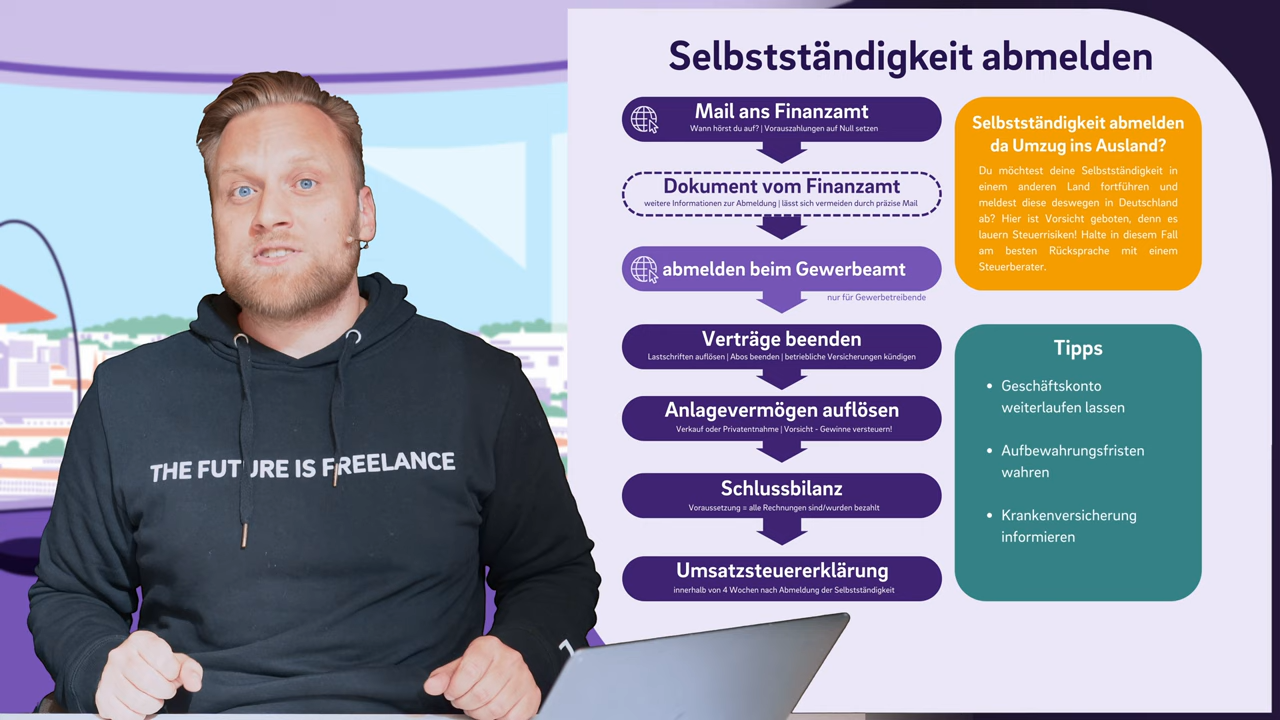 Selbstständigkeit abmelden
Mail ans Finanzamt
Wann hörst du auf? | Vorauszahlungen auf Null setzen
Dokument vom Finanzamt
weitere Informationen zur Abmeldung | lässt sich vermeiden durch präzise Mail
abmelden beim Gewerbeamt
nur für Gewerbetreibende
Verträge beenden
Lastschriften auflösen | Abos beenden | betriebliche Versicherungen kündigen
Anlagevermögen auflösen
Verkauf oder Privatentnahme | Vorsicht - Gewinne versteuern!
Schlussbilanz
Voraussetzung = alle Rechnungen sind/wurden bezahlt
Umsatzsteuererklärung
innerhalb von 4 Wochen nach Abmeldung der Selbstständigkeit
Selbstständigkeit abmelden
da Umzug ins Ausland?
Du möchtest deine Selbstständigkeit in
einem anderen Land fortführen und
meldest diese deswegen in Deutschland
ab? Hier ist Vorsicht geboten, denn es
lauern Steuerrisiken! Halte in diesem Fall
am besten Rücksprache mit einem
Steuerberater.
Tipps
• Geschäftskonto
weiterlaufen lassen
• Aufbewahrungsfristen
wahren
• Krankenversicherung
informieren
THE FUTURE IS FREELANCE